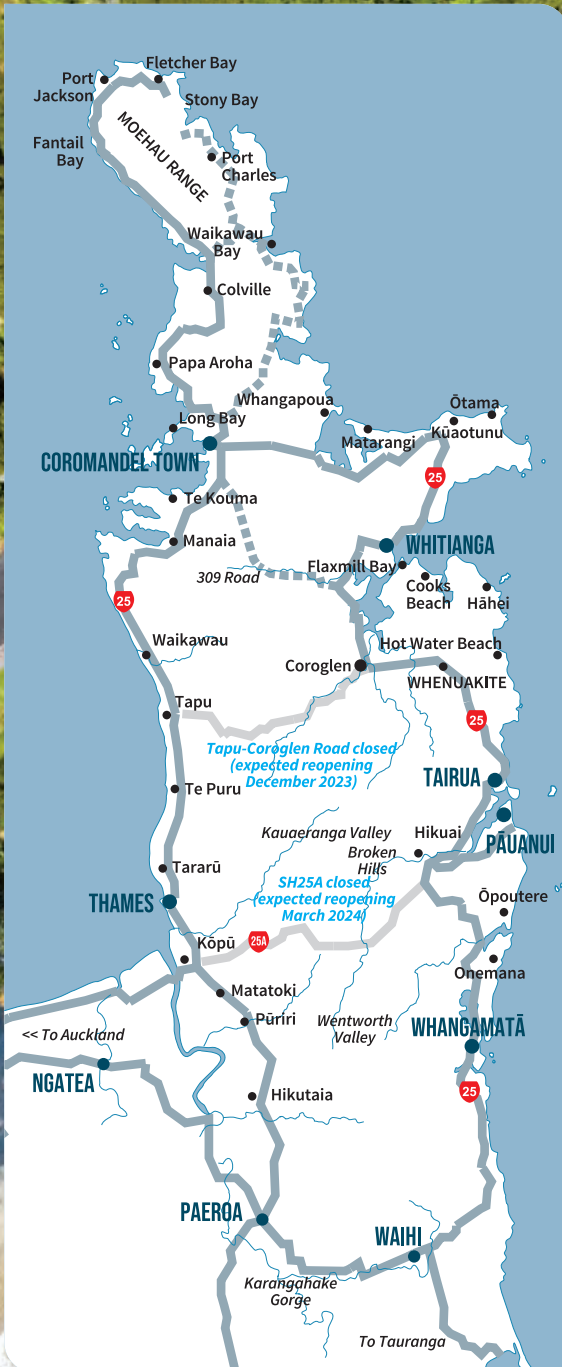 Fletcher Bay
Port
Jackson
Stony Bay
MOEHAU RANGE
Fantail
Bay
Port
Charles
Waikawau
Bay
Colville
Papa Aroha
Whangapoua
Ōtama
Long Bay
Matarangi
Kūaotunu
COROMANDEL TOWN
25
Te Kouma
Manaia
WHITIANGA
Flaxmill Bay
309 Road
Cooks
Beach
Hāhei
25
Waikawau
Hot Water Beach
Coroglen
WHENUAKITE
Tapu
25
Tapu-Coroglen Road closed
(expected reopening
December 2023)
TAIRUA
Te Puru
PĀUANUI
Kauaeranga Valley
Hikuai
Broken
Hills
Tararū
SH25A closed
(expected reopening
March 2024)
THAMES
Ōpoutere
25A
Kōpū
Onemana
Matatoki
Pūriri
Wentworth
Valley
<< To Auckland
WHANGAMATĀ
NGATEA
25
Hikutaia
PAEROA
WAIHI
Karangahake
Gorge
To Tauranga